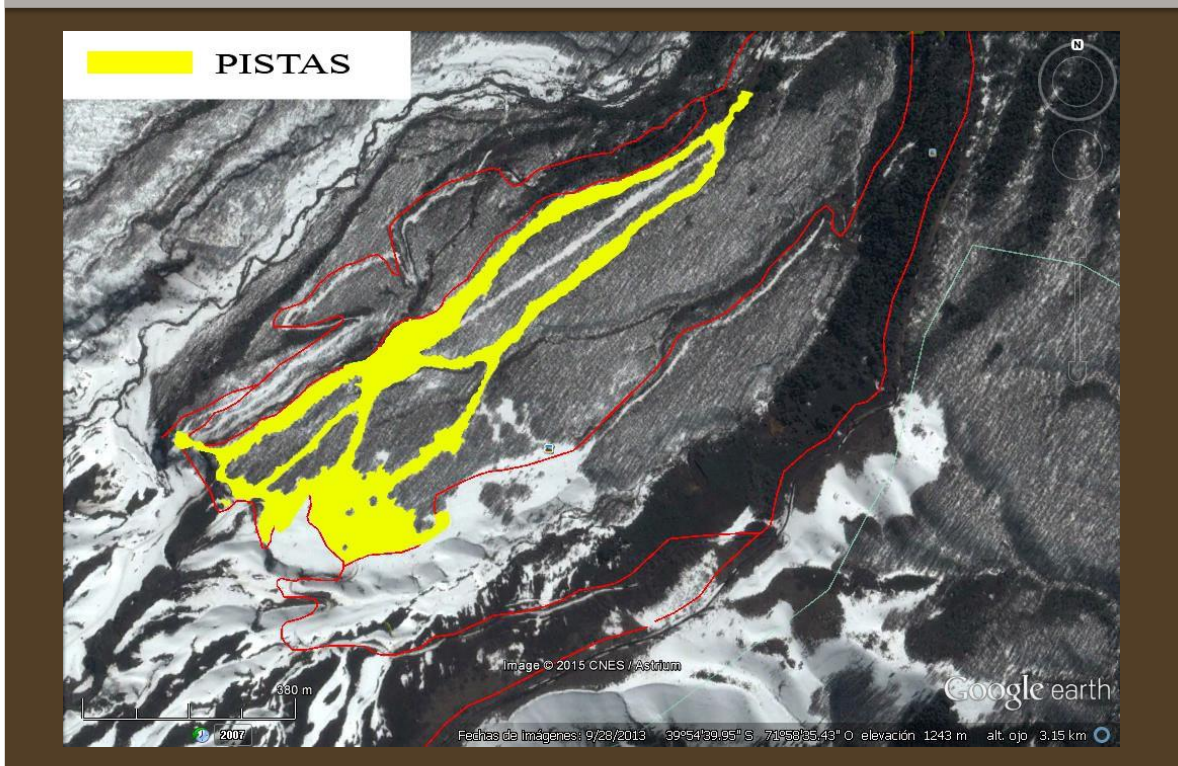 PISTAS
N
Image © 2015 CNES / Astrium
380 m
Google earth
2007
Fechas de imágenes: 9/28/2013 39°54'39.95" S 71°58'35.43" O elevación 1243 m alt. ojo 3.15 km